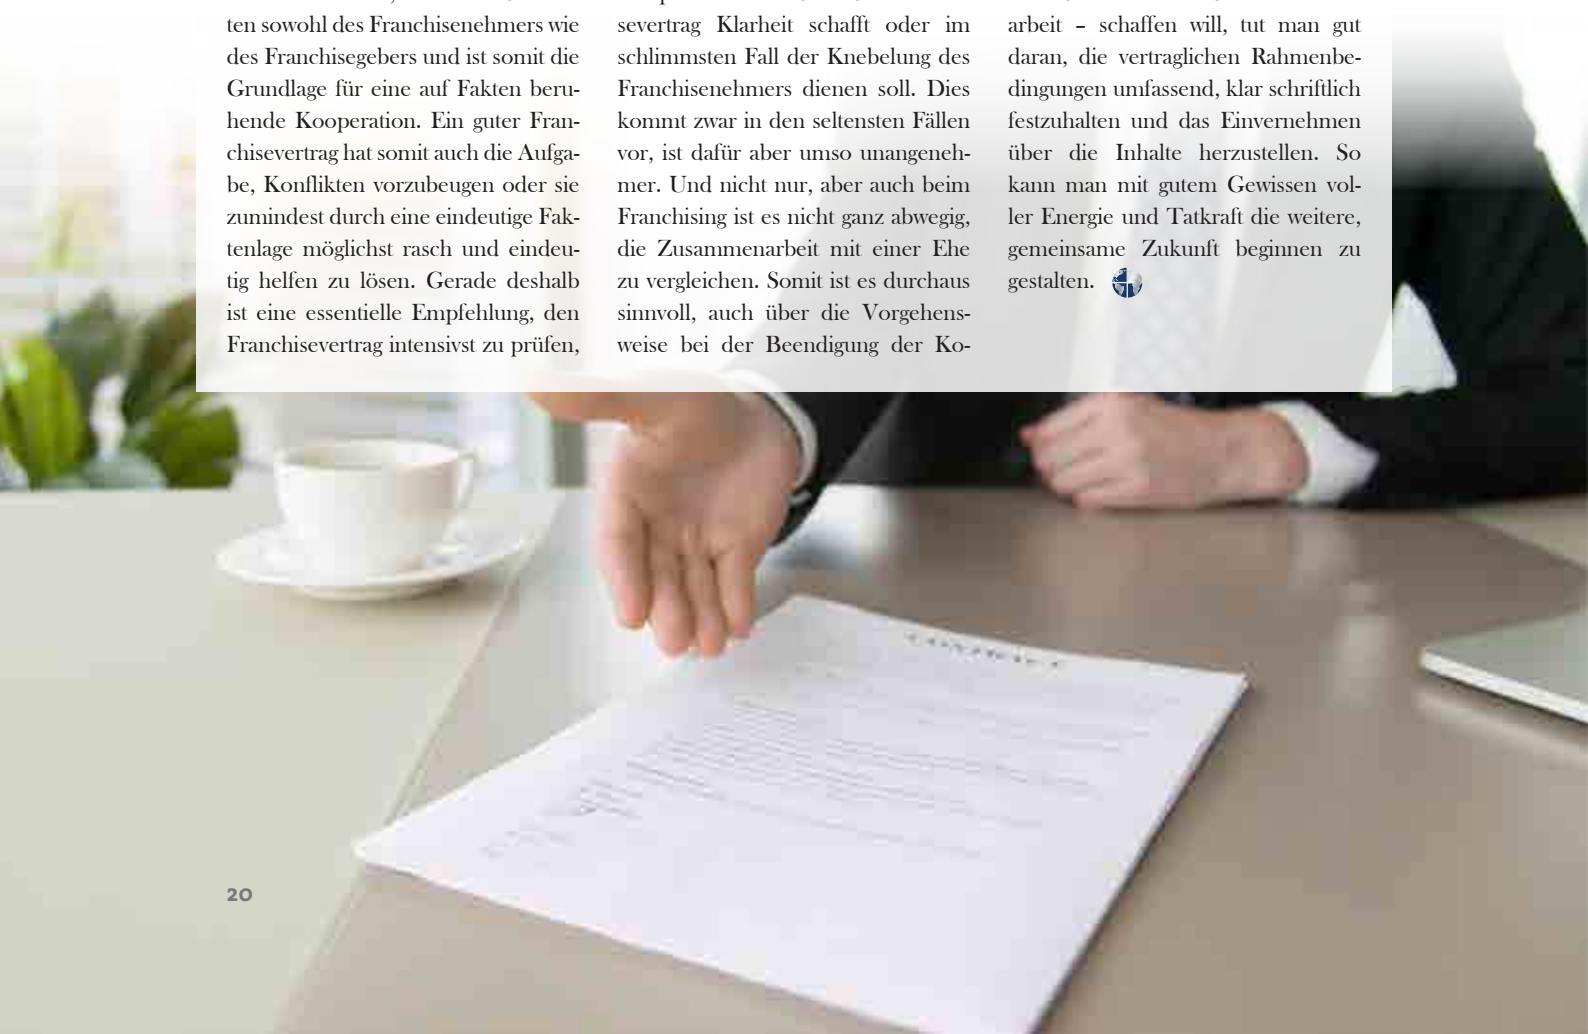 ten sowohl des Franchisenehmers wie
des Franchisegebers und ist somit die
Grundlage für eine auf Fakten beru-
hende Kooperation. Ein guter Fran-
chisevertrag hat somit auch die Aufga-
be, Konflikten vorzubeugen oder sie
zumindest durch eine eindeutige Fak-
tenlage möglichst rasch und eindeu-
tig helfen zu lösen. Gerade deshalb
ist eine essentielle Empfehlung, den
Franchisevertrag intensivst zu prüfen,
severtrag Klarheit schafft oder im
schlimmsten Fall der Knebelung des
Franchisenehmers dienen soll. Dies
kommt zwar in den seltensten Fällen
vor, ist dafür aber umso unangeneh-
mer. Und nicht nur, aber auch beim
Franchising ist es nicht ganz abwegig,
die Zusammenarbeit mit einer Ehe
zu vergleichen. Somit ist es durchaus
sinnvoll, auch über die Vorgehens-
weise bei der Beendigung der Ko-
arbeit – schaffen will, tut man gut
daran, die vertraglichen Rahmenbe-
dingungen umfassend, klar schriftlich
festzuhalten und das Einvernehmen
über die Inhalte herzustellen. So
kann man mit gutem Gewissen vol-
ler Energie und Tatkraft die weitere,
gemeinsame Zukunft beginnen zu
gestalten.
CONTRACT
20